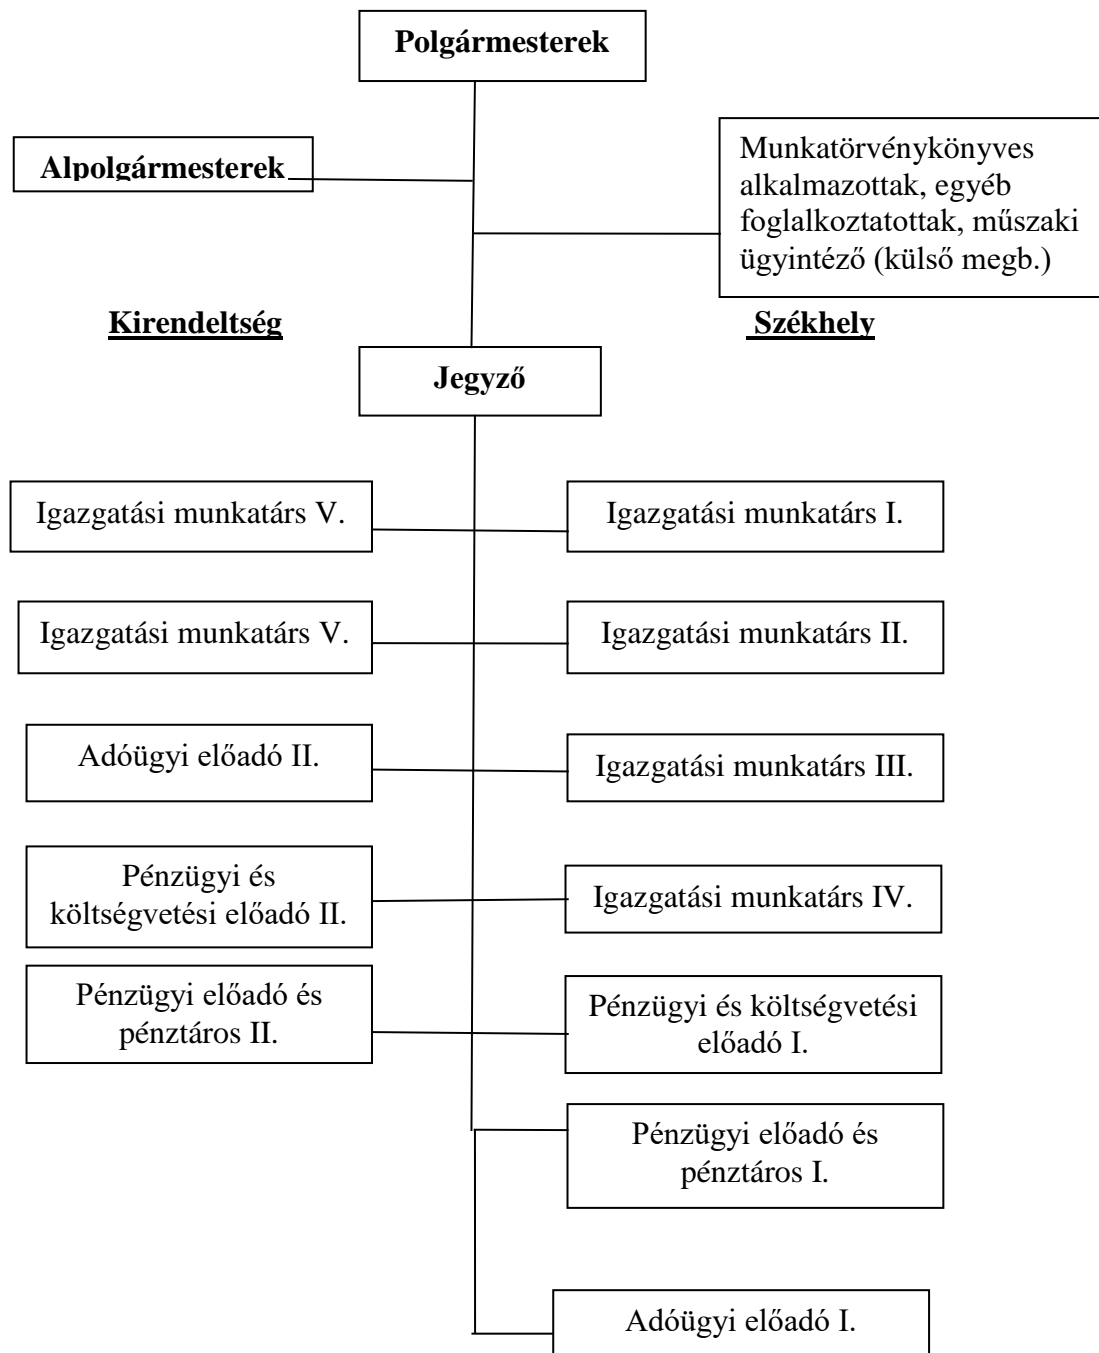 Polgármesterek
Alpolgármesterek
Munkatörvénykönyves
alkalmazottak, egyéb
foglalkoztatottak, műszaki
ügyintéző (külső megb.)
Kirendeltség
Székhely
Jegyző
Igazgatási munkatárs V.
Igazgatási munkatárs I.
Igazgatási munkatárs V.
Igazgatási munkatárs II.
Adóügyi előadó II.
Igazgatási munkatárs III.
Pénzügyi és
költségvetési előadó II.
Igazgatási munkatárs IV.
Pénzügyi előadó és
pénztáros II.
Pénzügyi és költségvetési
előadó I.
Pénzügyi előadó és
pénztáros I.
Adóügyi előadó I.